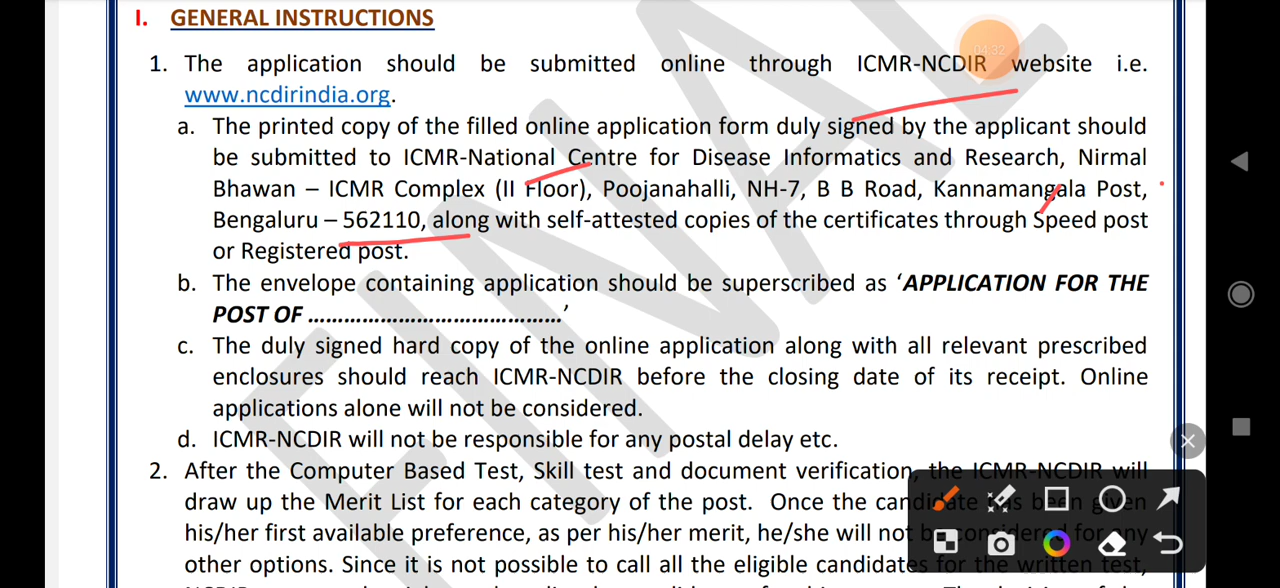 I. GENERAL INSTRUCTIONS
04:32
1. The application should be submitted online through ICMR-NCDIR website i.e.
www.ncdirindia.org.
a. The printed copy of the filled online application form duly signed by the applicant should
be submitted to ICMR-National Centre for Disease Informatics and Research, Nirmal
Bhawan – ICMR Complex (II Floor), Poojanahalli, NH-7, B B Road, Kannamangala Post,
Bengaluru – 562110, along with self-attested copies of the certificates through Speed post
or Registered post.
b. The envelope containing application should be superscribed as ‘APPLICATION FOR THE
POST OF ...........................................’
c. The duly signed hard copy of the online application along with all relevant prescribed
enclosures should reach ICMR-NCDIR before the closing date of its receipt. Online
applications alone will not be considered.
d. ICMR-NCDIR will not be responsible for any postal delay etc.
2. After the Computer Based Test, Skill test and document verification, the ICMR-NCDIR will
draw up the Merit List for each category of the post. Once the candidate has been given
his/her first available preference, as per his/her merit, he/she will not be considered for any
other options. Since it is not possible to call all the eligible candidates for the written test,
FINAL